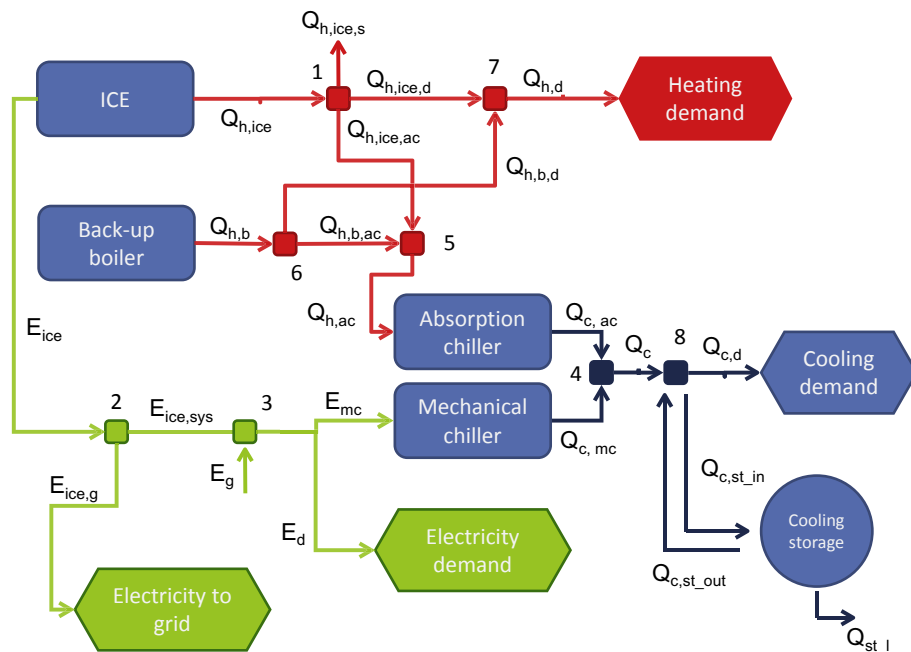 Q_h,ice,s
1
7
ICE
Q_h,ice
Q_h,ice,d
Q_h,d
Heating
demand
Q_h,ice,ac
Q_h,b,d
Back-up
boiler
Q_h,b
Q_h,b,ac
5
6
Q_h,ac
E_ice
Absorption
chiller
Q_c, ac
4
Q_c
8
Q_c,d
Cooling
demand
2
E_ice,sys
3
E_mc
Mechanical
chiller
Q_c, mc
E_g
E_ice,g
E_d
Electricity
demand
Q_c,st_in
Cooling
storage
Q_c,st_out
Electricity to
grid
Q_st_l